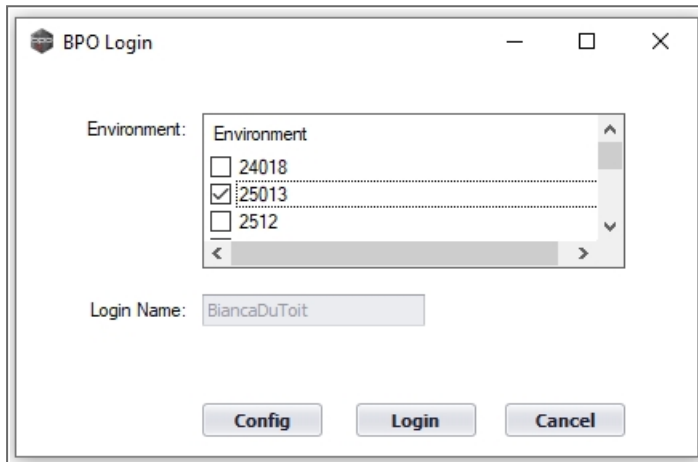 BPO Login
Environment:
Environment
24018
25013
2512
Login Name:
BiancaDuToit
Config
Login
Cancel